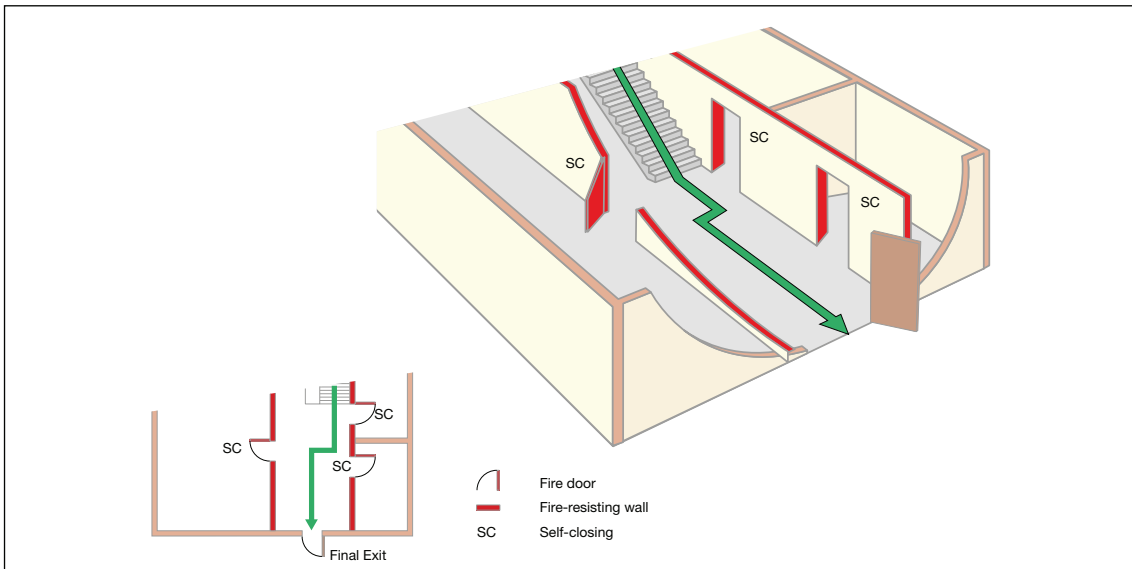 SC
SC
SC
SC
SC
SC
Final Exit
Fire door
Fire-resisting wall
SC Self-closing